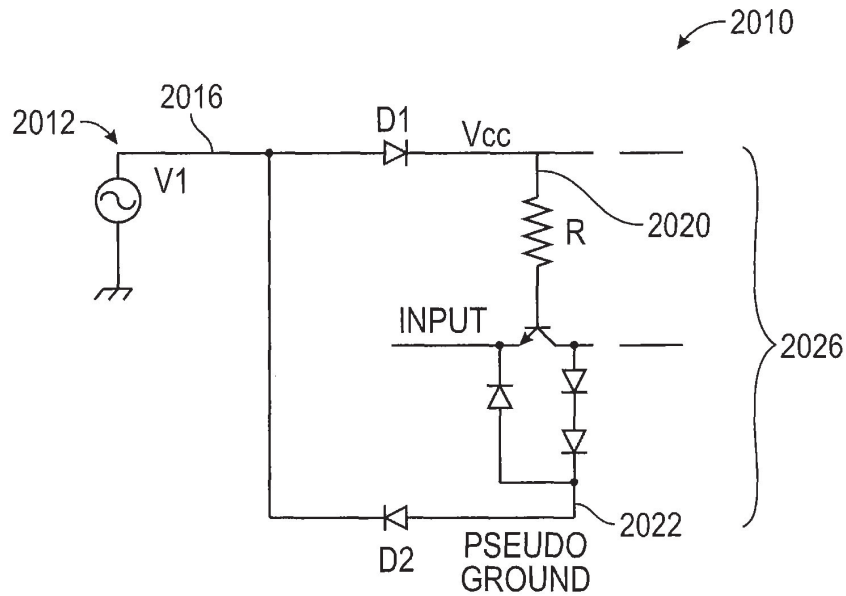 2010
2016
2012
D1
Vcc
V1
R
2020
INPUT
2026
2022
D2
PSEUDO
GROUND